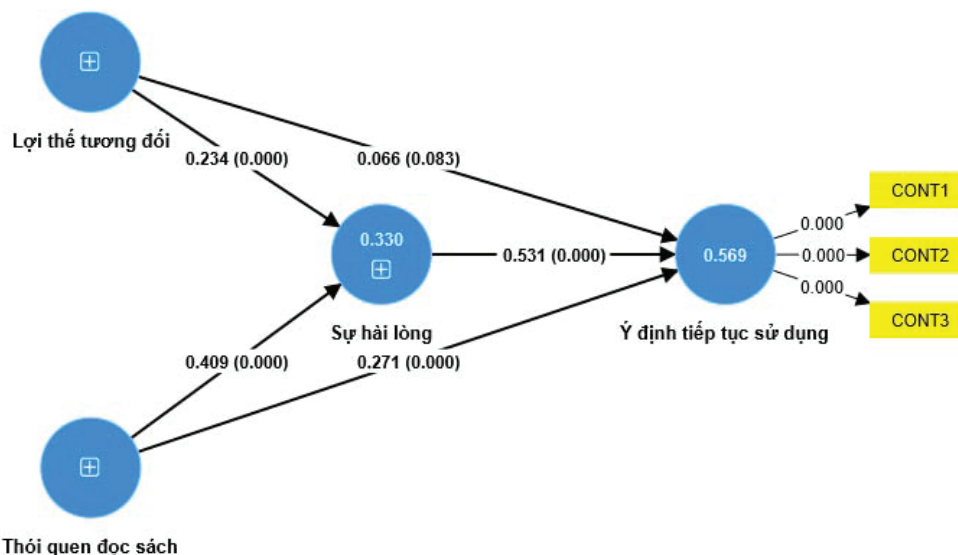 Lợi thế tương đối
0.234 (0.000)
0.066 (0.083)
CONT1
0.000
0.330
0.531 (0.000)
0.569
0.000
CONT2
0.000
CONT3
Sự hài lòng
Ý định tiếp tục sử dụng
0.409 (0.000)
0.271 (0.000)
Thói quen đọc sách